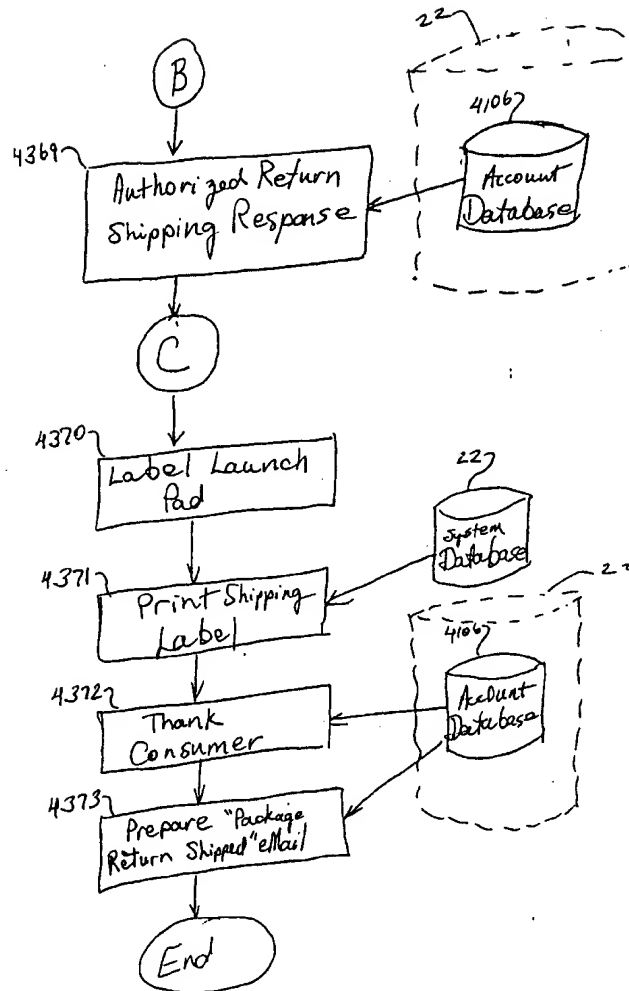 22
B
4106
4369
Authorized Return
Shipping Response
Account
Database
C
4370
Label Launch
Pad
22
System
Database
4371
Print Shipping
Label
22
4106
4372
Thank
Consumer
Account
Database
4373
Prepare "Package
Return Shipped" eMail
End